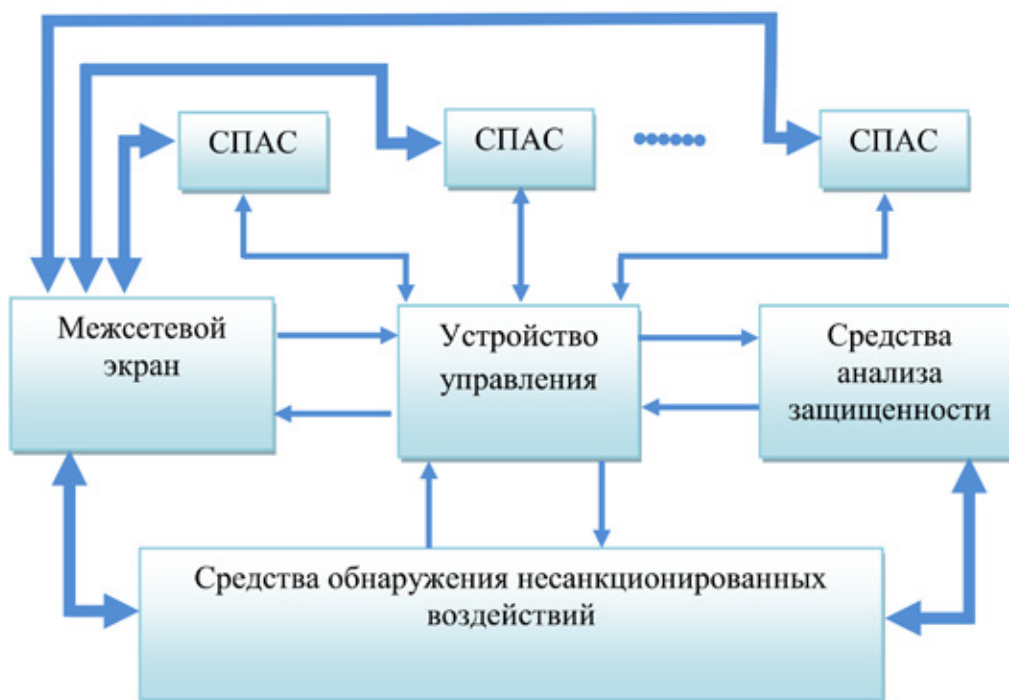 СПАС
СПАС
СПАС
Межсетевой
экран
Устройство
управления
Средства
анализа
защищенности
Средства обнаружения несанкционированных
воздействий